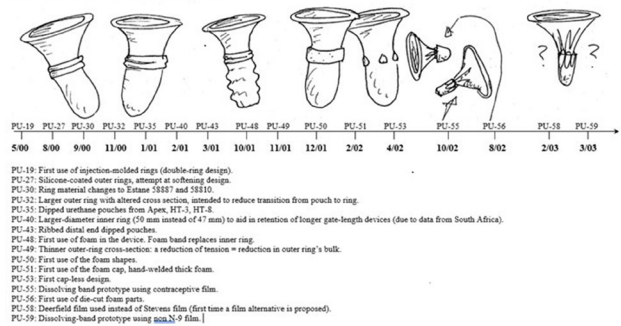 ? ?
PU-19 PU-27 PU-30 PU-32 PU-35 PU-40 PU-43 PU-48 PU-49 PU-50 PU-51 PU-53 PU-55 PU-56 PU-58 PU-59
5/00 8/00 9/00 11/00 1/01 2/01 3/01 10/01 11/01 12/01 2/02 4/02 10/02 8/02 2/03 3/03
PU-19: First use of injection-molded rings (double-ring design).
PU-27: Silicone-coated outer rings, attempt at softening design.
PU-30: Ring material changes to Estane 58887 and 58810.
PU-32: Larger outer ring with altered cross section, intended to reduce transition from pouch to ring.
PU-35: Dipped urethane pouches from Apex, HT-3, HT-8.
PU-40: Larger-diameter inner ring (50 mm instead of 47 mm) to aid in retention of longer gate-length devices (due to data from South Africa).
PU-43: Ribbed distal end dipped pouches.
PU-48: First use of foam in the device. Foam band replaces inner ring.
PU-49: Thinner outer-ring cross-section: a reduction of tension = reduction in outer ring's bulk.
PU-50: First use of the foam shapes.
PU-51: First use of the foam cap, hand-welded thick foam.
PU-53: First cap-less design.
PU-55: Dissolving band prototype using contraceptive film.
PU-56: First use of die-cut foam parts.
PU-58: Deerfield film used instead of Stevens film (first time a film alternative is proposed).
PU-59: Dissolving-band prototype using non N-9 film.